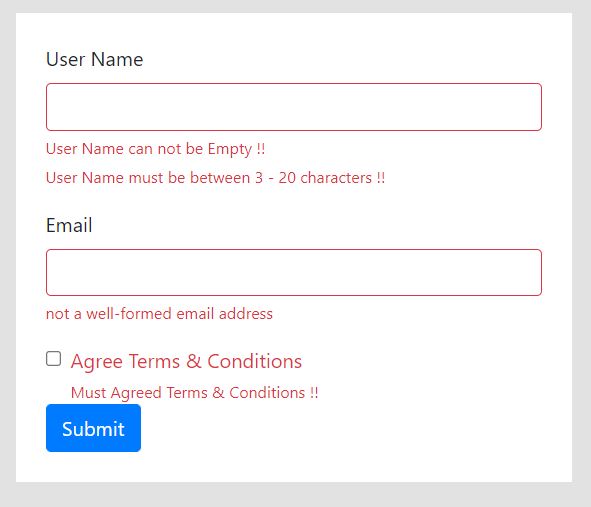 User Name
User Name can not be Empty !!
User Name must be between 3 - 20 characters !!
Email
not a well-formed email address
Agree Terms & Conditions
Must Agreed Terms & Conditions !!
Submit